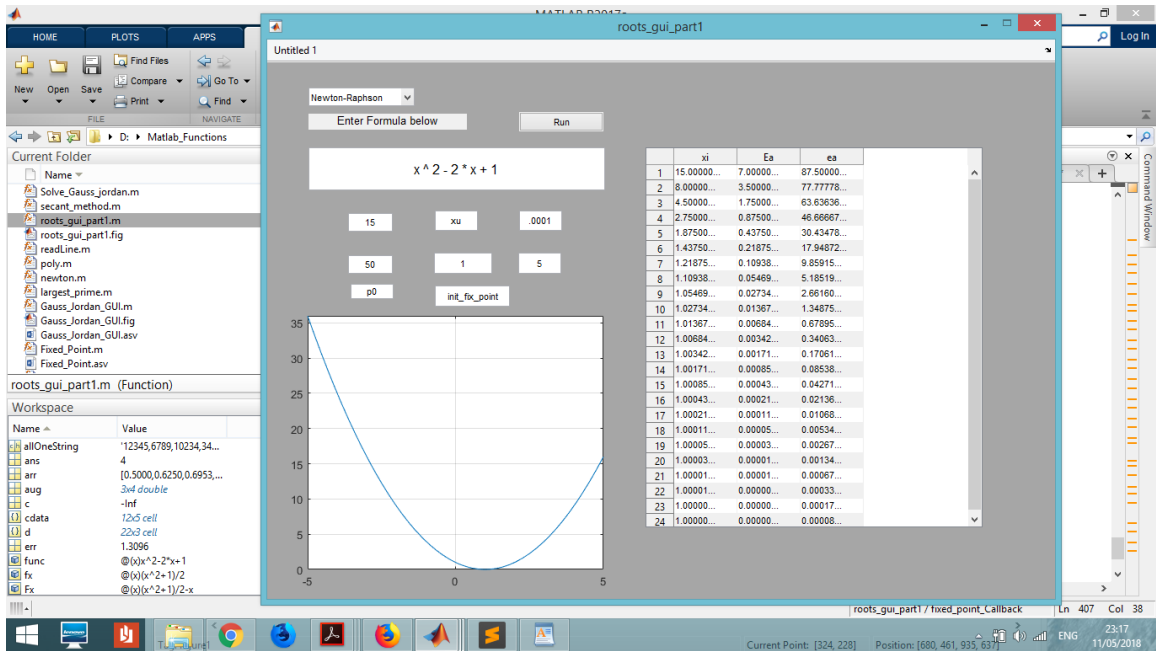 MATLAB R2017a
HOME PLOTS APPS
Log In
New Open Save
Find Files
Compare
Print
Go To
Find
FILE NAVIGATE
D: Matlab_Functions
Current Folder
Name
Solve_Gauss_jordan.m
secant_method.m
roots_gui_part1.m
roots_gui_part1.fig
readLine.m
poly.m
newton.m
largest_prime.m
Gauss_Jordan_GUI.m
Gauss_Jordan_GUI.fig
Gauss_Jordan_GUI.asv
Fixed_Point.m
Fixed_Point.asv
roots_gui_part1.m (Function)
Workspace
Name Value
allOneString '12345,6789,10234,34...
ans 4
arr [0.5000,0.6250,0.6953,...
aug 3x4 double
c -Inf
cdata 12x5 cell
d 22x3 cell
err 1.3096
func @(x)x^2-2*x+1
fx @(x)(x^2+1)/2
Fx @(x)(x^2+1)/2-x
roots_gui_part1
Untitled 1
Newton-Raphson
Enter Formula below
Run
x ^ 2 - 2 * x + 1
15 xu .0001
50 1 5
p0 init_fix_point
35
30
25
20
15
10
5
0
-5 0 5
xi Ea ea
1 15.00000... 7.00000... 87.50000...
2 8.00000... 3.50000... 77.77778...
3 4.50000... 1.75000... 63.63636...
4 2.75000... 0.87500... 46.66667...
5 1.87500... 0.43750... 30.43478...
6 1.43750... 0.21875... 17.94872...
7 1.21875... 0.10938... 9.85915...
8 1.10938... 0.05469... 5.18519...
9 1.05469... 0.02734... 2.66160...
10 1.02734... 0.01367... 1.34875...
11 1.01367... 0.00684... 0.67895...
12 1.00684... 0.00342... 0.34063...
13 1.00342... 0.00171... 0.17061...
14 1.00171... 0.00085... 0.08538...
15 1.00085... 0.00043... 0.04271...
16 1.00043... 0.00021... 0.02136...
17 1.00021... 0.00011... 0.01068...
18 1.00011... 0.00005... 0.00534...
19 1.00005... 0.00003... 0.00267...
20 1.00003... 0.00001... 0.00134...
21 1.00001... 0.00001... 0.00067...
22 1.00001... 0.00000... 0.00033...
23 1.00000... 0.00000... 0.00017...
24 1.00000... 0.00000... 0.00008...
Command Window
roots_gui_part1 / fixed_point_Callback Ln 407 Col 38
Current Point: [324, 228] Position: [680, 461, 935, 637]
ENG
23:17
11/05/2018